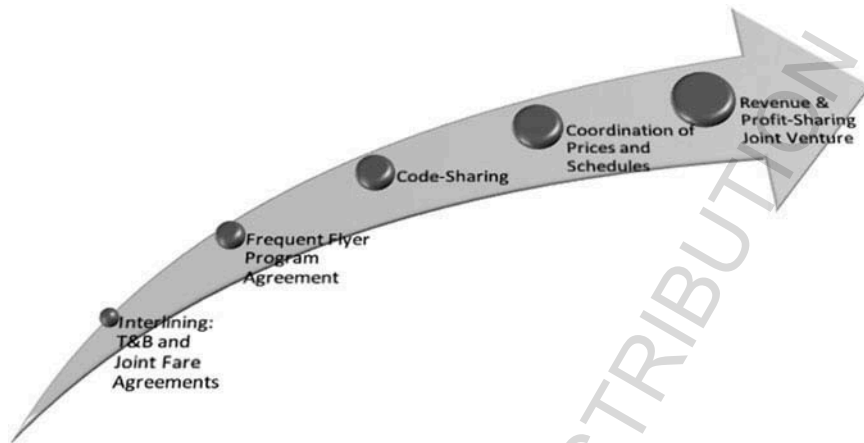 Interlining:
T&B and
Joint Fare
Agreements
Frequent Flyer
Program
Agreement
Code-Sharing
Coordination of
Prices and
Schedules
Revenue &
Profit-Sharing
Joint Venture